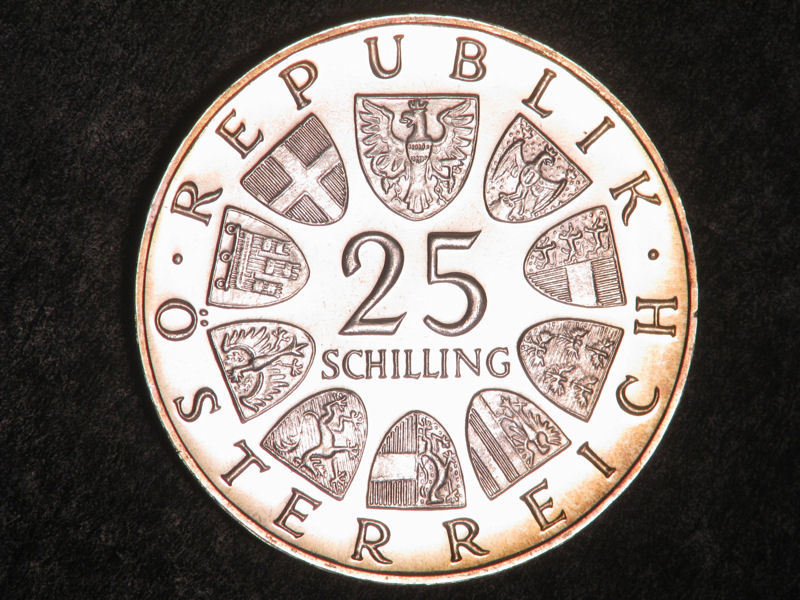 REPUBLIK
ÖSTERREICH
25
SCHILLING